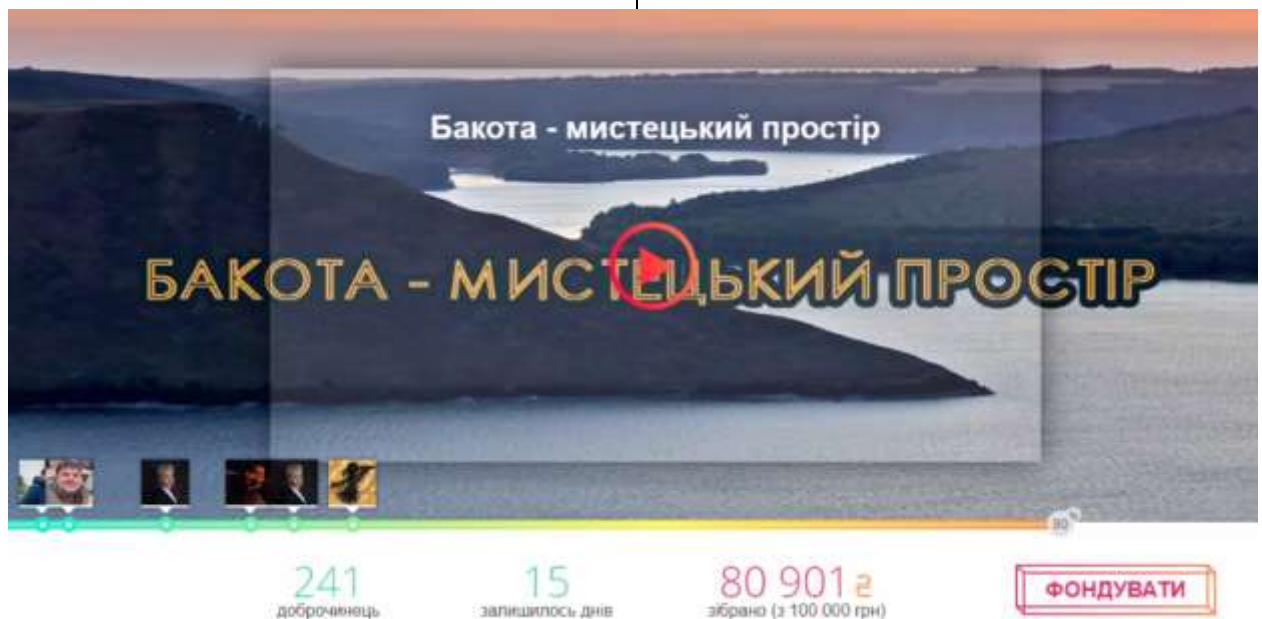 Бакота - мистецький простір
БАКОТА - МИСТЕЦЬКИЙ ПРОСТІР
80 %
241
доброчинець
15
залишилось днів
80 901 ₴
зібрано (з 100 000 грн)
ФОНДУВАТИ